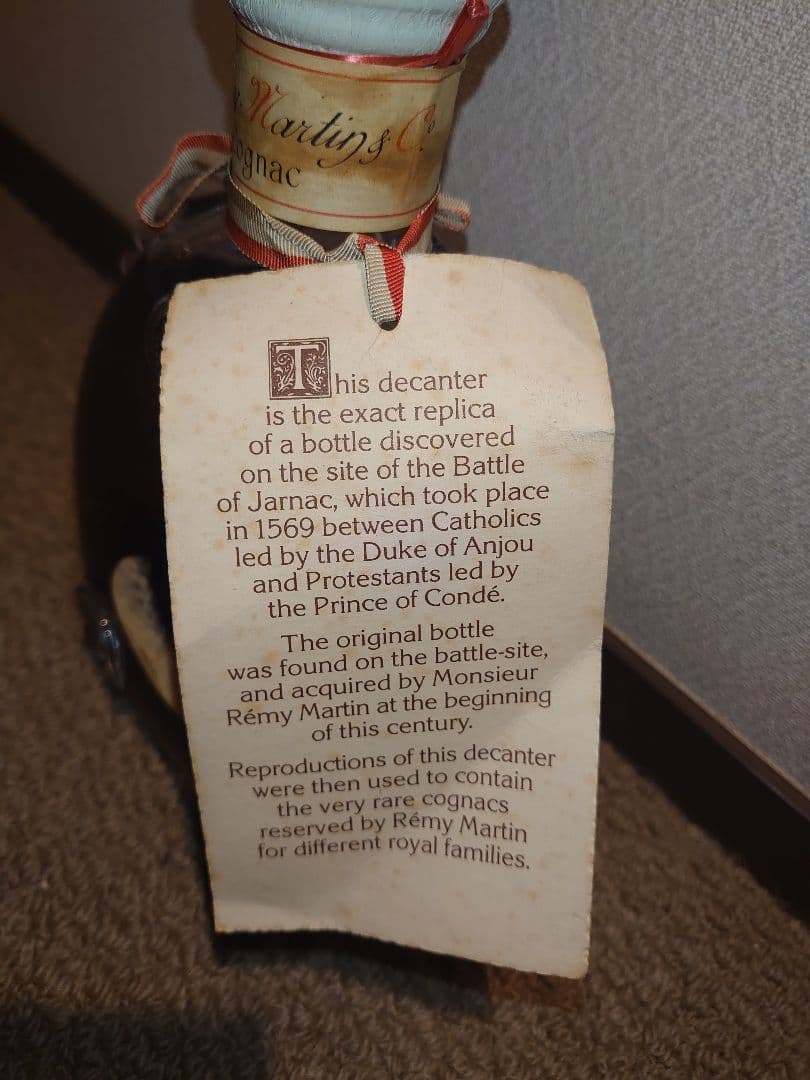 Martin & Co
ognac
This decanter
is the exact replica
of a bottle discovered
on the site of the Battle
of Jarnac, which took place
in 1569 between Catholics
led by the Duke of Anjou
and Protestants led by
the Prince of Condé.
The original bottle
was found on the battle-site,
and acquired by Monsieur
Rémy Martin at the beginning
of this century.
Reproductions of this decanter
were then used to contain
the very rare cognacs
reserved by Rémy Martin
for different royal families.